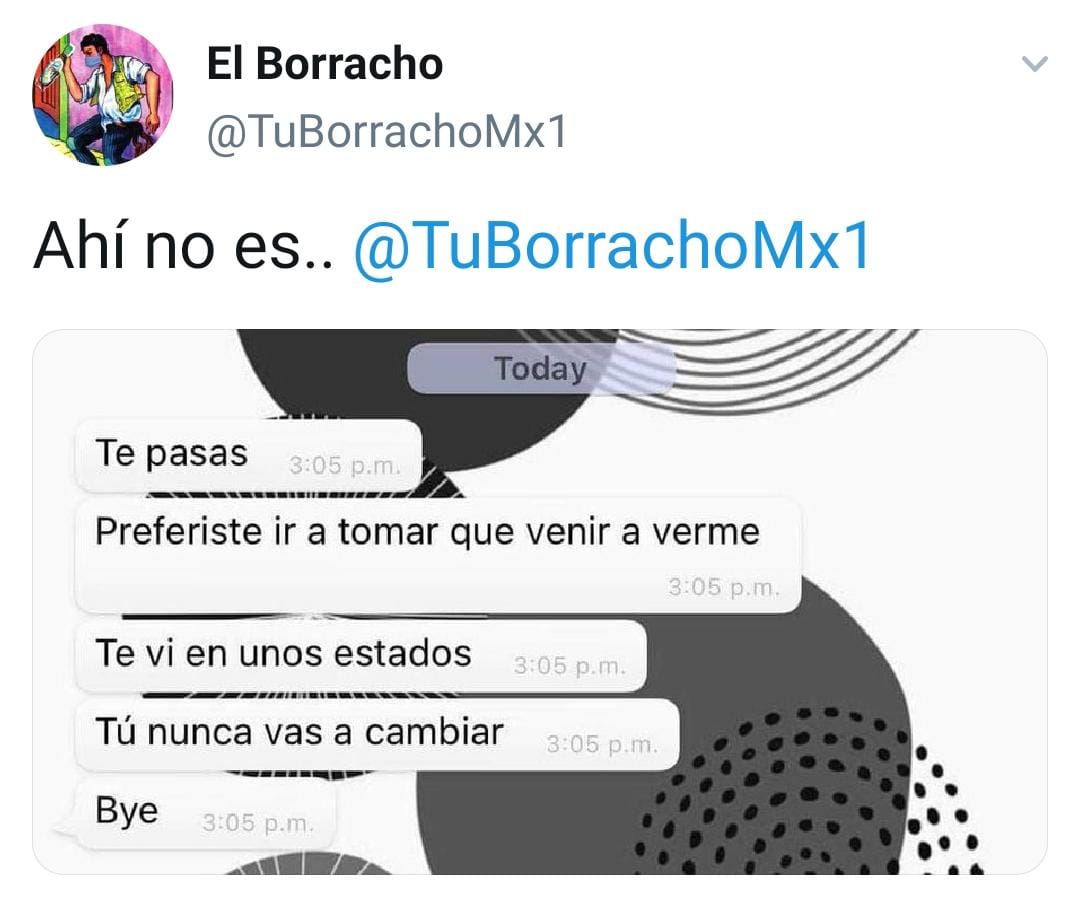 El Borracho
@TuBorrachoMx1
Ahí no es.. @TuBorrachoMx1
Today
Te pasas 3:05 p.m.
Preferiste ir a tomar que venir a verme
3:05 p.m.
Te vi en unos estados 3:05 p.m.
Tú nunca vas a cambiar 3:05 p.m.
Bye 3:05 p.m.